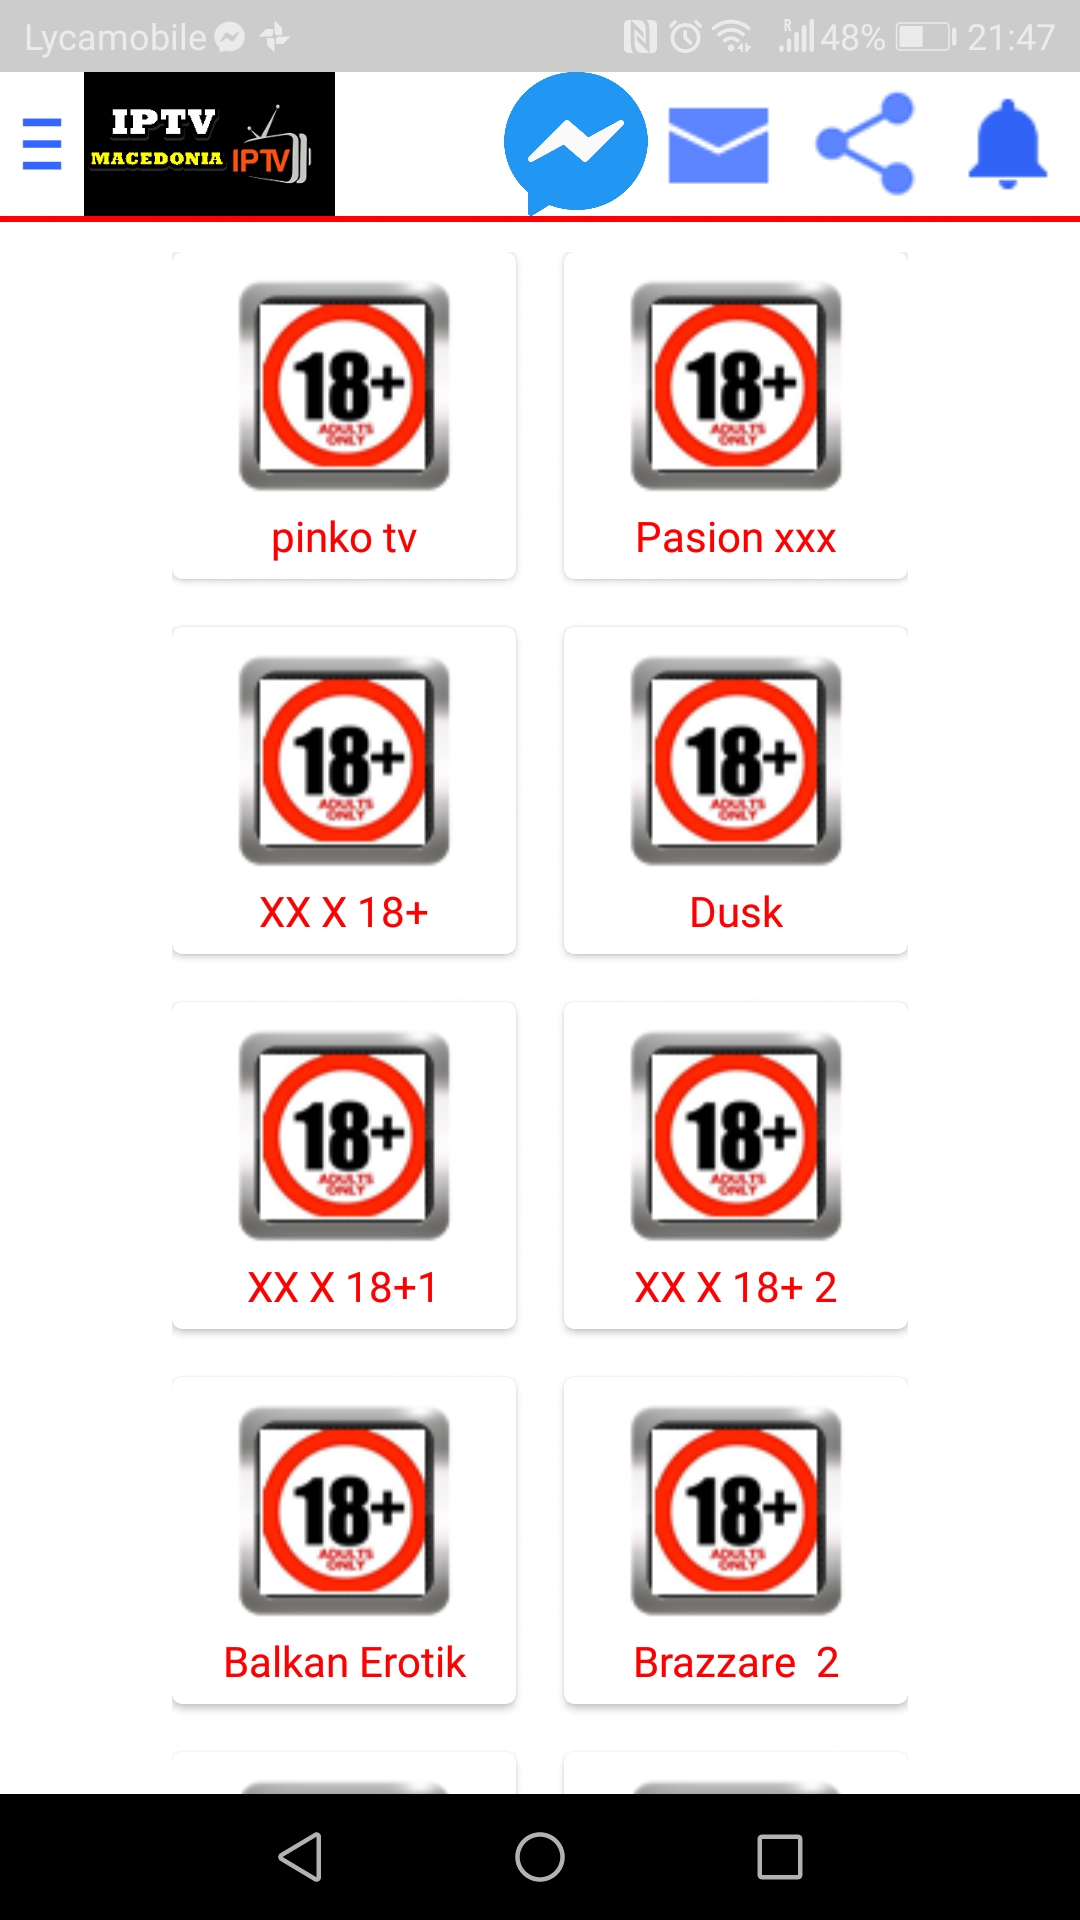 Lycamobile R 48% 21:47
IPTV
MACEDONIA IPTV
18+ 18+
ADULTS ADULTS
ONLY ONLY
pinko tv Pasion xxx
18+ 18+
ADULTS ADULTS
ONLY ONLY
XX X 18+ Dusk
18+ 18+
ADULTS ADULTS
ONLY ONLY
XX X 18+1 XX X 18+ 2
18+ 18+
ADULTS ADULTS
ONLY ONLY
Balkan Erotik Brazzare  2